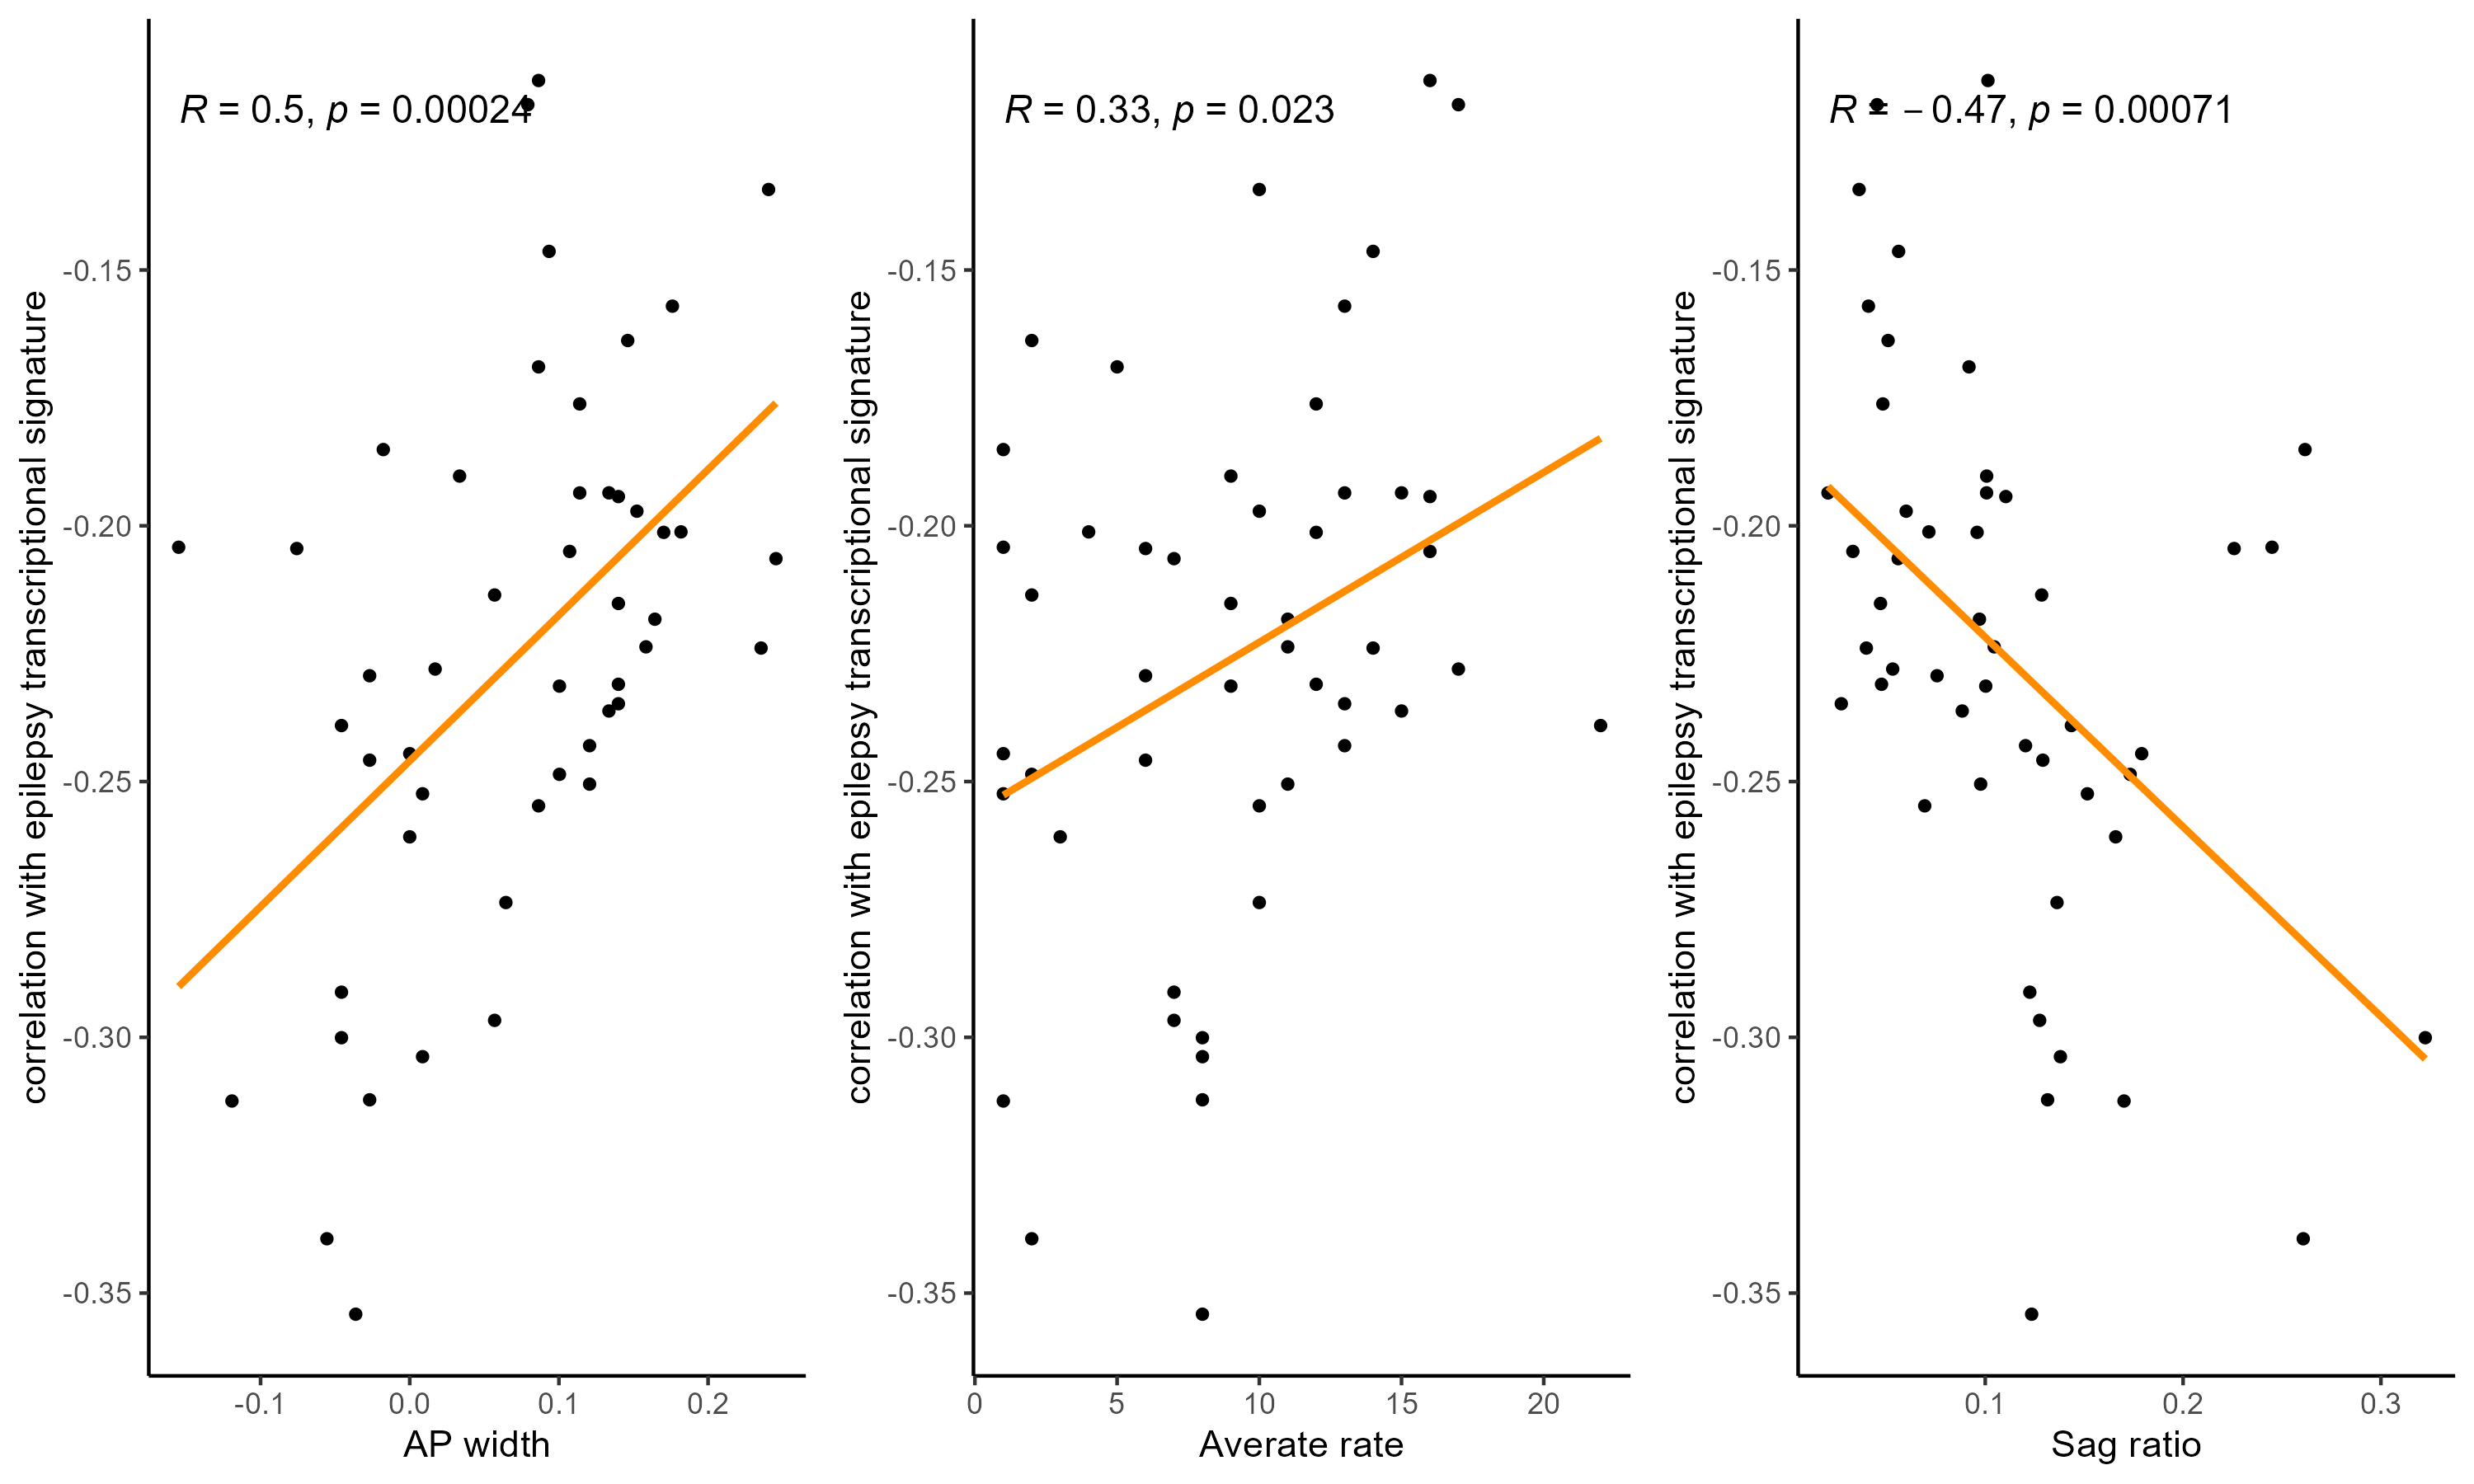 R = 0.5, p = 0.00024
correlation with epilepsy transcriptional signature
-0.15
-0.20
-0.25
-0.30
-0.35
-0.1 0.0 0.1 0.2
AP width
R = 0.33, p = 0.023
correlation with epilepsy transcriptional signature
-0.15
-0.20
-0.25
-0.30
-0.35
0 5 10 15 20
Averate rate
R = − 0.47, p = 0.00071
correlation with epilepsy transcriptional signature
-0.15
-0.20
-0.25
-0.30
-0.35
0.1 0.2 0.3
Sag ratio